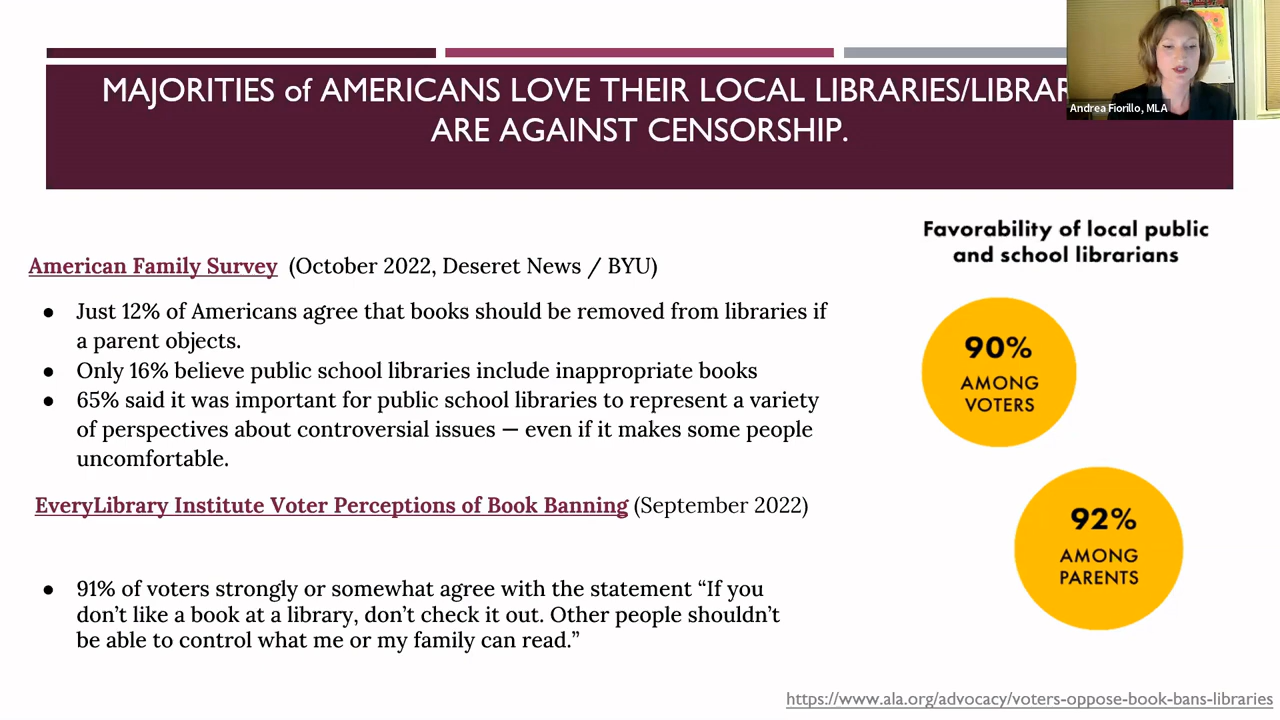 MAJORITIES of AMERICANS LOVE THEIR LOCAL LIBRARIES/LIBRAR
ARE AGAINST CENSORSHIP.
Andrea Fiorillo, MLA
American Family Survey (October 2022, Deseret News / BYU)
● Just 12% of Americans agree that books should be removed from libraries if
a parent objects.
● Only 16% believe public school libraries include inappropriate books
● 65% said it was important for public school libraries to represent a variety
of perspectives about controversial issues — even if it makes some people
uncomfortable.
EveryLibrary Institute Voter Perceptions of Book Banning (September 2022)
● 91% of voters strongly or somewhat agree with the statement “If you
don’t like a book at a library, don’t check it out. Other people shouldn’t
be able to control what me or my family can read.”
Favorability of local public
and school librarians
90%
AMONG
VOTERS
92%
AMONG
PARENTS
https://www.ala.org/advocacy/voters-oppose-book-bans-libraries